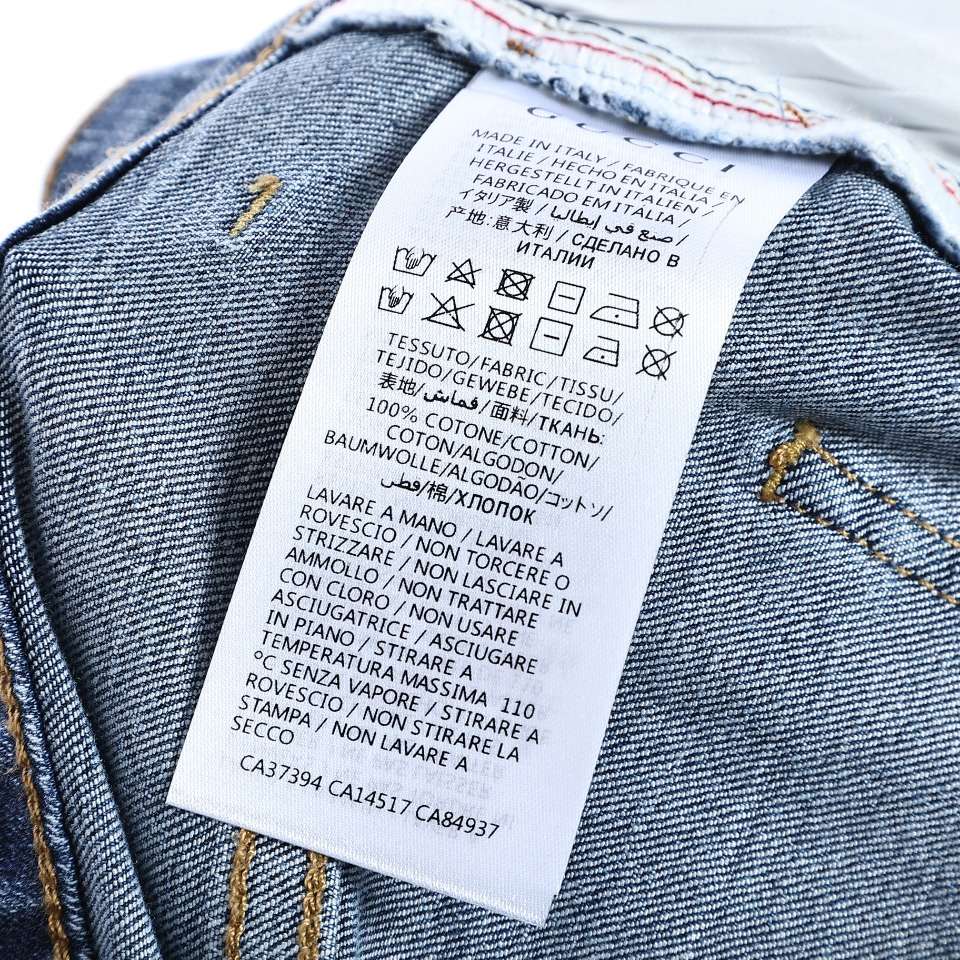 GUCCI
MADE IN ITALY / FABRIQUE EN
ITALIE / HECHO EN ITALIA /
HERGESTELLT IN ITALIEN /
FABRICADO EM ITALIA /
イタリア製 / صنع في إيطاليا /
产地:意大利 / СДЕЛАНО В
ИТАЛИИ
TESSUTO/FABRIC/TISSU/
TEJIDO/GEWEBE/TECIDO/
表地/قماش/面料/ТКАНЬ:
100% COTONE/COTTON/
COTON/ALGODON/
BAUMWOLLE/ALGODÃO/コットン/
قطن/棉/ХЛОПОК
LAVARE A MANO / LAVARE A
ROVESCIO / NON TORCERE O
STRIZZARE / NON LASCIARE IN
AMMOLLO / NON TRATTARE
CON CLORO / NON USARE
ASCIUGATRICE / ASCIUGARE
IN PIANO / STIRARE A
TEMPERATURA MASSIMA 110
°C SENZA VAPORE / STIRARE A
ROVESCIO / NON STIRARE LA
STAMPA / NON LAVARE A
SECCO
CA37394 CA14517 CA84937